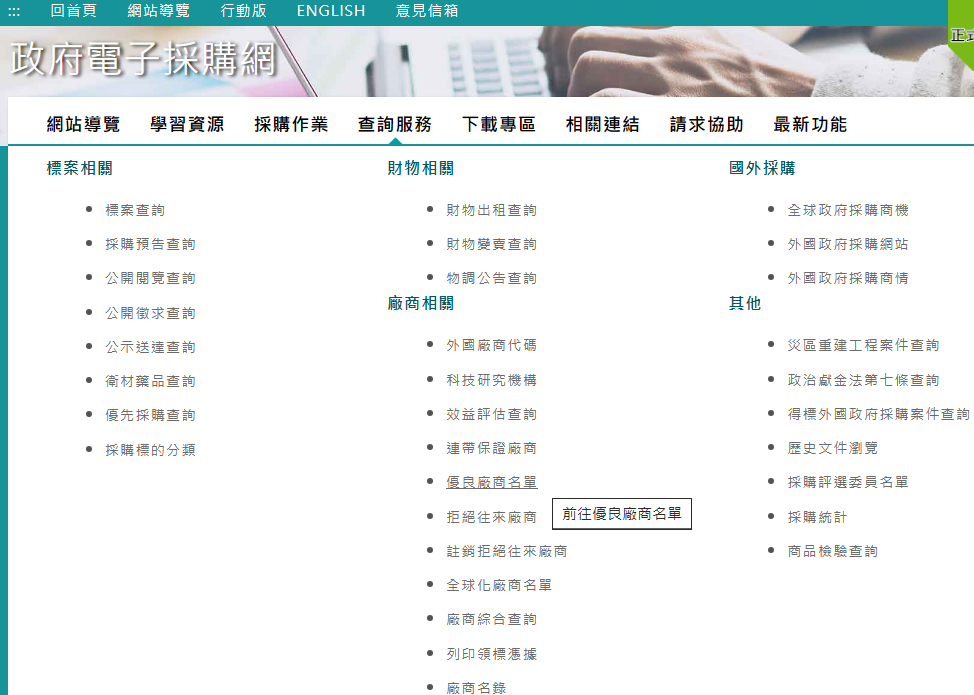 ::: 回首頁 網站導覽 行動版 ENGLISH 意見信箱
正式
政府電子採購網
網站導覽 學習資源 採購作業 查詢服務 下載專區 相關連結 請求協助 最新功能
標案相關
標案查詢
採購預告查詢
公開閱覽查詢
公開徵求查詢
公示送達查詢
衛材藥品查詢
優先採購查詢
採購標的分類
財物相關
財物出租查詢
財物變賣查詢
物調公告查詢
廠商相關
外國廠商代碼
科技研究機構
效益評估查詢
連帶保證廠商
優良廠商名單
前往優良廠商名單
拒絕往來廠商
註銷拒絕往來廠商
全球化廠商名單
廠商綜合查詢
列印領標憑據
廠商名錄
國外採購
全球政府採購商機
外國政府採購網站
外國政府採購商情
其他
災區重建工程案件查詢
政治獻金法第七條查詢
得標外國政府採購案件查詢
歷史文件瀏覽
採購評選委員名單
採購統計
商品檢驗查詢